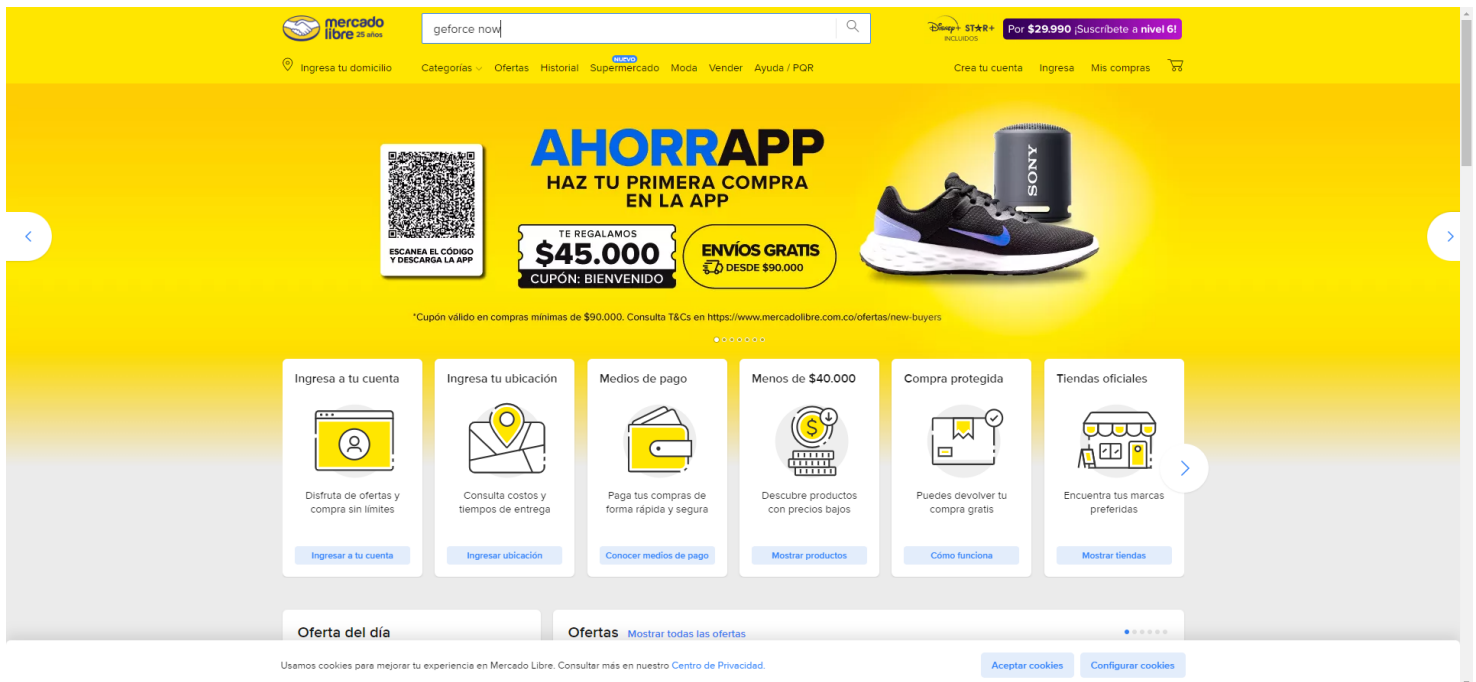 mercado
libre 25 años
geforce now
Disney+ ST★R+
INCLUIDOS
Por $29.990 ¡Suscríbete a nivel 6!
Ingresa tu domicilio
Categorías
Ofertas
Historial
NUEVO
Supermercado
Moda
Vender
Ayuda / PQR
Crea tu cuenta
Ingresa
Mis compras
ESCANEA EL CÓDIGO
Y DESCARGA LA APP
AHORRAPP
HAZ TU PRIMERA COMPRA
EN LA APP
TE REGALAMOS
$45.000
CUPÓN: BIENVENIDO
ENVÍOS GRATIS
DESDE $90.000
SONY
*Cupón válido en compras mínimas de $90.000. Consulta T&Cs en https://www.mercadolibre.com.co/ofertas/new-buyers
Ingresa a tu cuenta
Disfruta de ofertas y
compra sin límites
Ingresar a tu cuenta
Ingresa tu ubicación
Consulta costos y
tiempos de entrega
Ingresar ubicación
Medios de pago
Paga tus compras de
forma rápida y segura
Conocer medios de pago
Menos de $40.000
Descubre productos
con precios bajos
Mostrar productos
Compra protegida
Puedes devolver tu
compra gratis
Cómo funciona
Tiendas oficiales
Encuentra tus marcas
preferidas
Mostrar tiendas
Oferta del día
Ofertas Mostrar todas las ofertas
Usamos cookies para mejorar tu experiencia en Mercado Libre. Consultar más en nuestro Centro de Privacidad.
Aceptar cookies
Configurar cookies